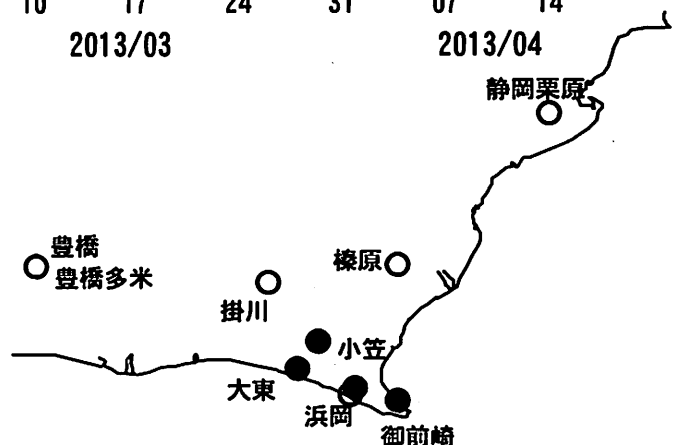 10 17 24 31 07 14
2013/03 2013/04
静岡栗原
豊橋
豊橋多米
榛原
掛川
小笠
大東
浜岡
御前崎